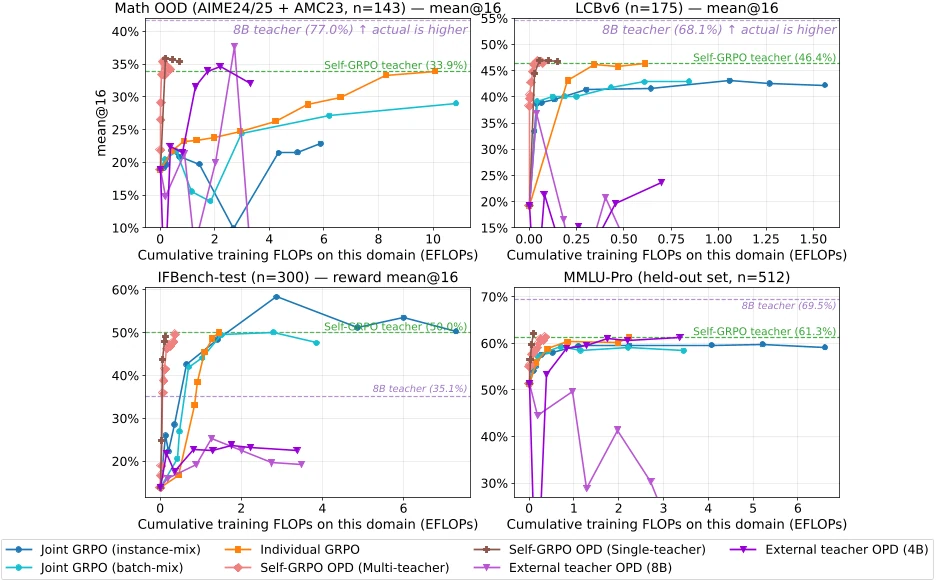 Math OOD (AIME24/25 + AMC23, n=143) — mean@16
40%
35%
30%
25%
20%
15%
10%
mean@16
8B teacher (77.0%) ↑ actual is higher
Self-GRPO teacher (33.9%)
0 2 4 6 8 10
Cumulative training FLOPs on this domain (EFLOPs)
LCBv6 (n=175) — mean@16
55%
50%
45%
40%
35%
30%
25%
20%
15%
8B teacher (68.1%) ↑ actual is higher
Self-GRPO teacher (46.4%)
0.00 0.25 0.50 0.75 1.00 1.25 1.50
Cumulative training FLOPs on this domain (EFLOPs)
IFBench-test (n=300) — reward mean@16
60%
50%
40%
30%
20%
Self-GRPO teacher (50.0%)
8B teacher (35.1%)
0 2 4 6
Cumulative training FLOPs on this domain (EFLOPs)
MMLU-Pro (held-out set, n=512)
70%
60%
50%
40%
30%
8B teacher (69.5%)
Self-GRPO teacher (61.3%)
0 1 2 3 4 5 6
Cumulative training FLOPs on this domain (EFLOPs)
Joint GRPO (instance-mix) Individual GRPO Self-GRPO OPD (Single-teacher) External teacher OPD (4B)
Joint GRPO (batch-mix) Self-GRPO OPD (Multi-teacher) External teacher OPD (8B)